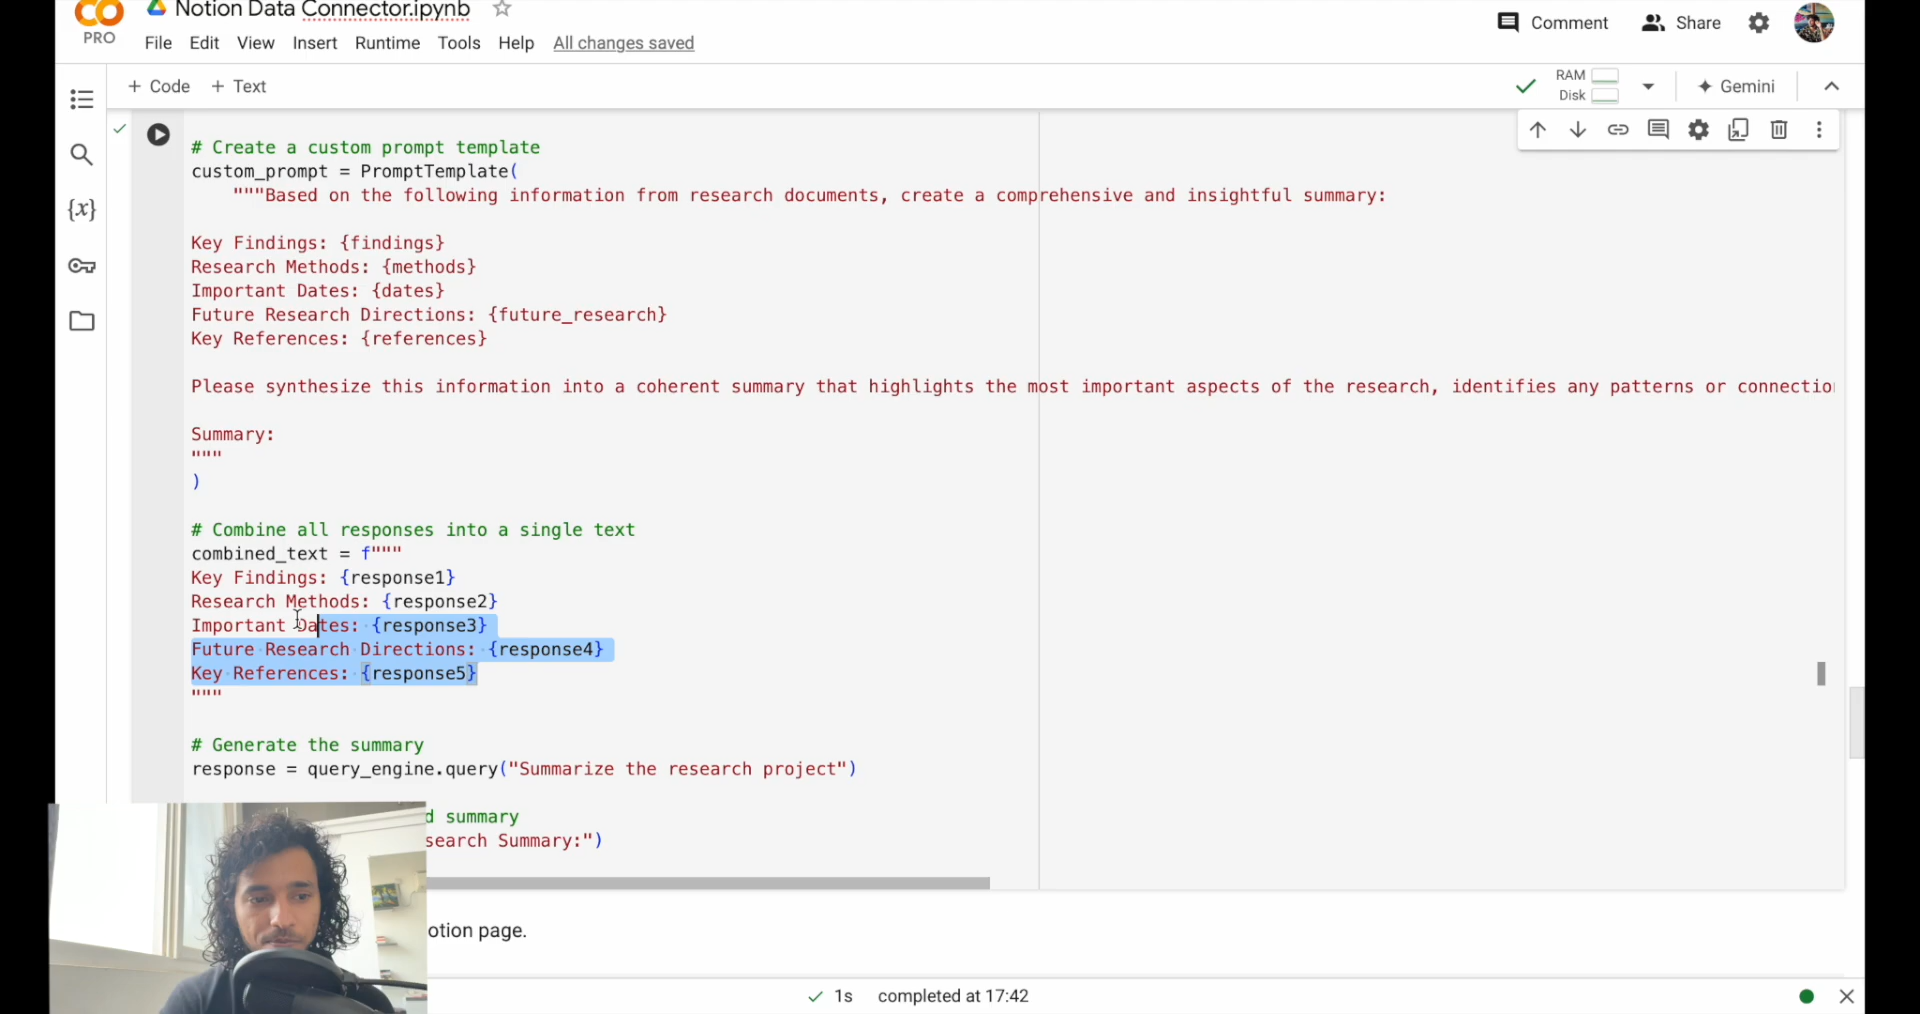 Notion Data Connector.ipynb
PRO
File Edit View Insert Runtime Tools Help All changes saved
Comment Share
+ Code + Text
RAM
Disk
Gemini
{x}
# Create a custom prompt template
custom_prompt = PromptTemplate(
"""Based on the following information from research documents, create a comprehensive and insightful summary:
Key Findings: {findings}
Research Methods: {methods}
Important Dates: {dates}
Future Research Directions: {future_research}
Key References: {references}
Please synthesize this information into a coherent summary that highlights the most important aspects of the research, identifies any patterns or
Summary:
"""
)
# Combine all responses into a single text
combined_text = f"""
Key Findings: {response1}
Research Methods: {response2}
Important Dates: {response3}
Future Research Directions: {response4}
Key References: {response5}
"""
# Generate the summary
response = query_engine.query("Summarize the research project")
d summary
search Summary:")
otion page.
1s completed at 17:42